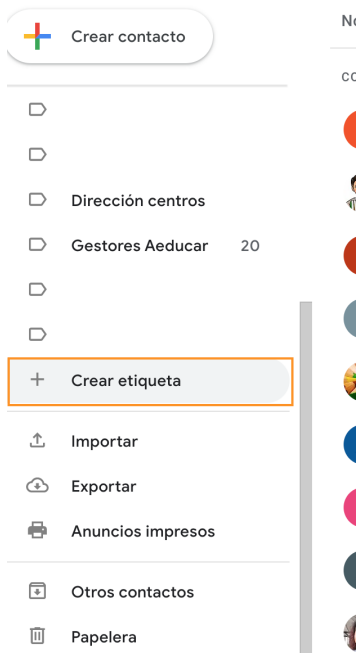 Crear contacto
Dirección centros
Gestores Aeducar 20
Crear etiqueta
Importar
Exportar
Anuncios impresos
Otros contactos
Papelera